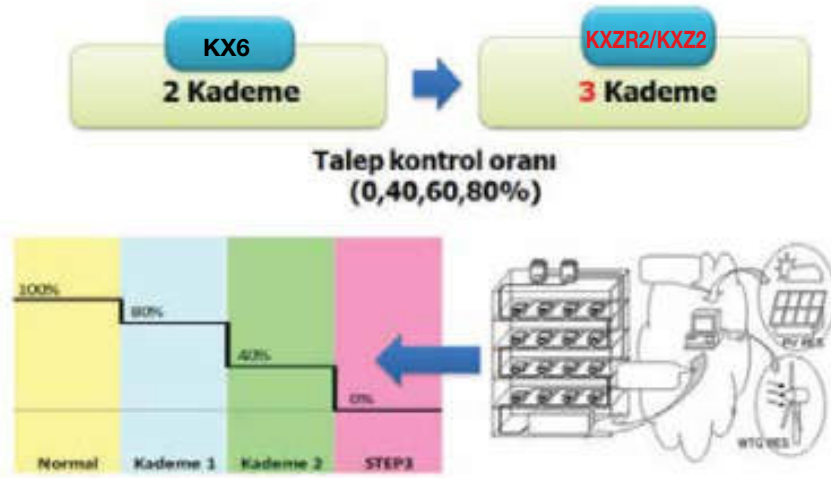 KX6
KXZR2/KXZ2
2 Kademe
3 Kademe
Talep kontrol oranı
(0,40,60,80%)
100%
80%
40%
0%
Normal
Kademe 1
Kademe 2
STEP3
PV RES
WTG RES